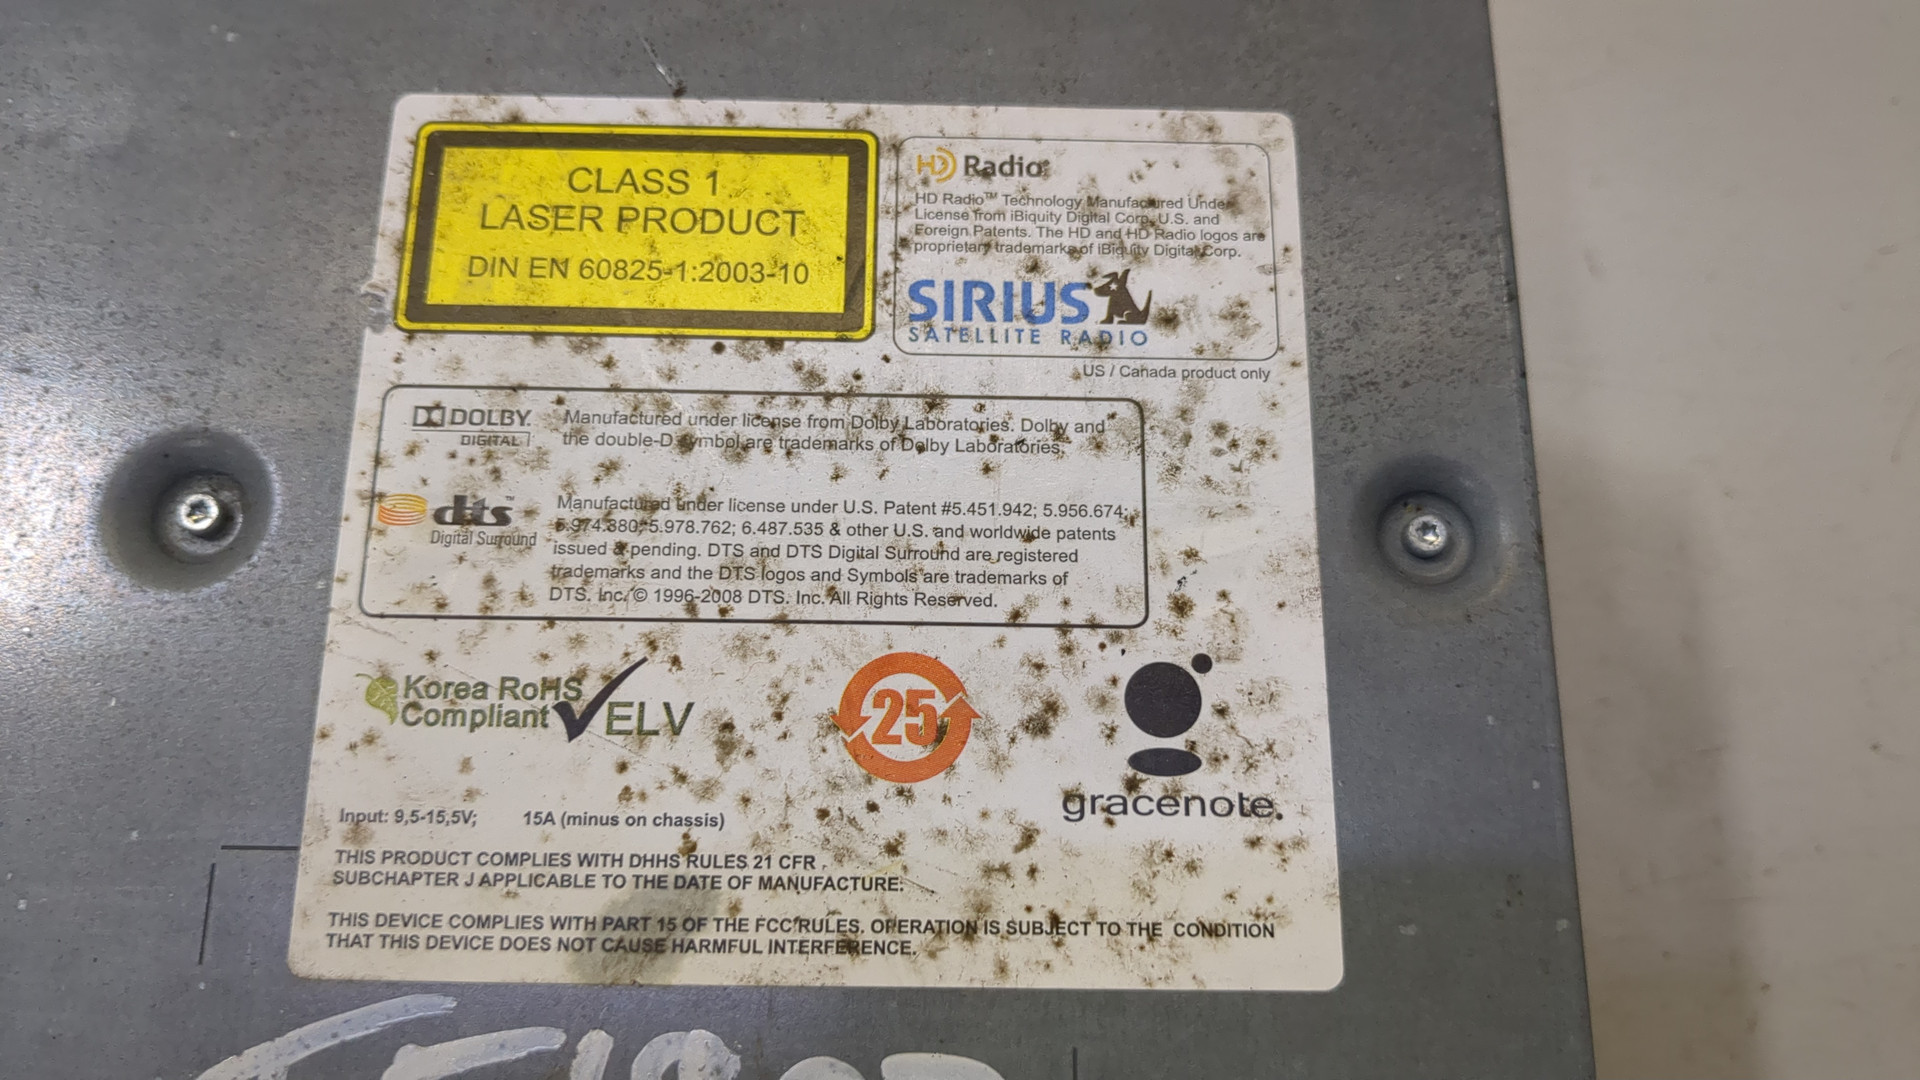 CLASS 1
LASER PRODUCT
DIN EN 60825-1:2003-10
HD Radio
HD Radio™ Technology Manufactured Under
License from iBiquity Digital Corp. U.S. and
Foreign Patents. The HD and HD Radio logos are
proprietary trademarks of iBiquity Digital Corp.
SIRIUS
SATELLITE RADIO
US / Canada product only
DOLBY
DIGITAL
Manufactured under license from Dolby Laboratories. Dolby and
the double-D symbol are trademarks of Dolby Laboratories.
dts™
Digital Surround
Manufactured under license under U.S. Patent #5.451.942; 5.956.674;
5.974.380; 5.978.762; 6.487.535 & other U.S. and worldwide patents
issued & pending. DTS and DTS Digital Surround are registered
trademarks and the DTS logos and Symbols are trademarks of
DTS. Inc. © 1996-2008 DTS. Inc. All Rights Reserved.
Korea RoHS
Compliant
ELV
25
gracenote.
Input: 9,5-15,5V; 15A (minus on chassis)
THIS PRODUCT COMPLIES WITH DHHS RULES 21 CFR
SUBCHAPTER J APPLICABLE TO THE DATE OF MANUFACTURE.
THIS DEVICE COMPLIES WITH PART 15 OF THE FCC RULES. OPERATION IS SUBJECT TO THE CONDITION
THAT THIS DEVICE DOES NOT CAUSE HARMFUL INTERFERENCE.